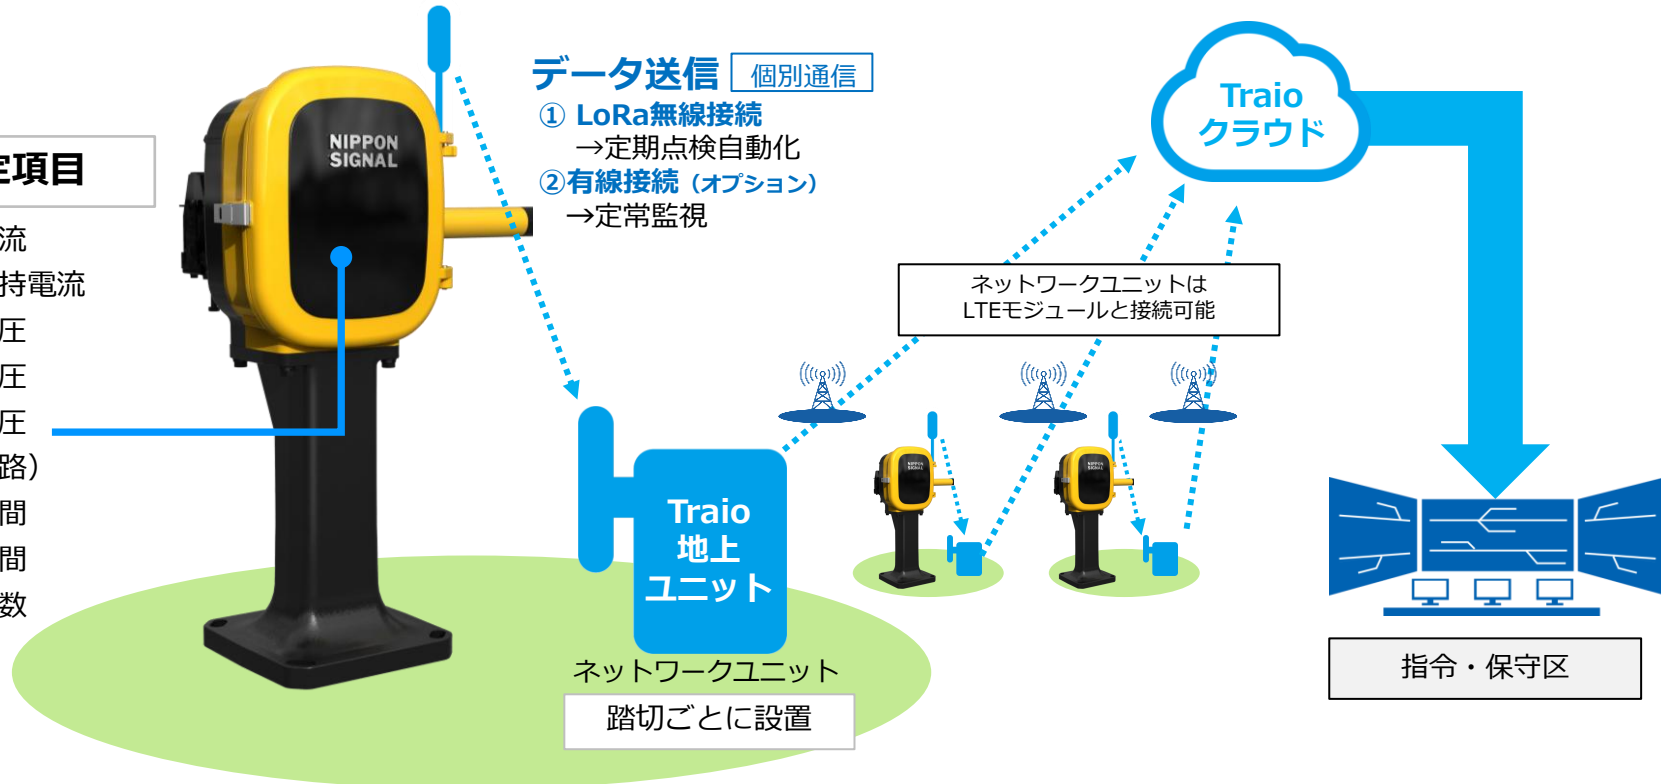 定項目
流
持電流
圧
圧
圧
路）
間
間
数
NIPPON
SIGNAL
データ送信 個別通信
① LoRa無線接続
→定期点検自動化
②有線接続（オプション）
→定常監視
Traio
クラウド
ネットワークユニットは
LTEモジュールと接続可能
NIPPON
SIGNAL
NIPPON
SIGNAL
Traio
地上
ユニット
ネットワークユニット
踏切ごとに設置
指令・保守区